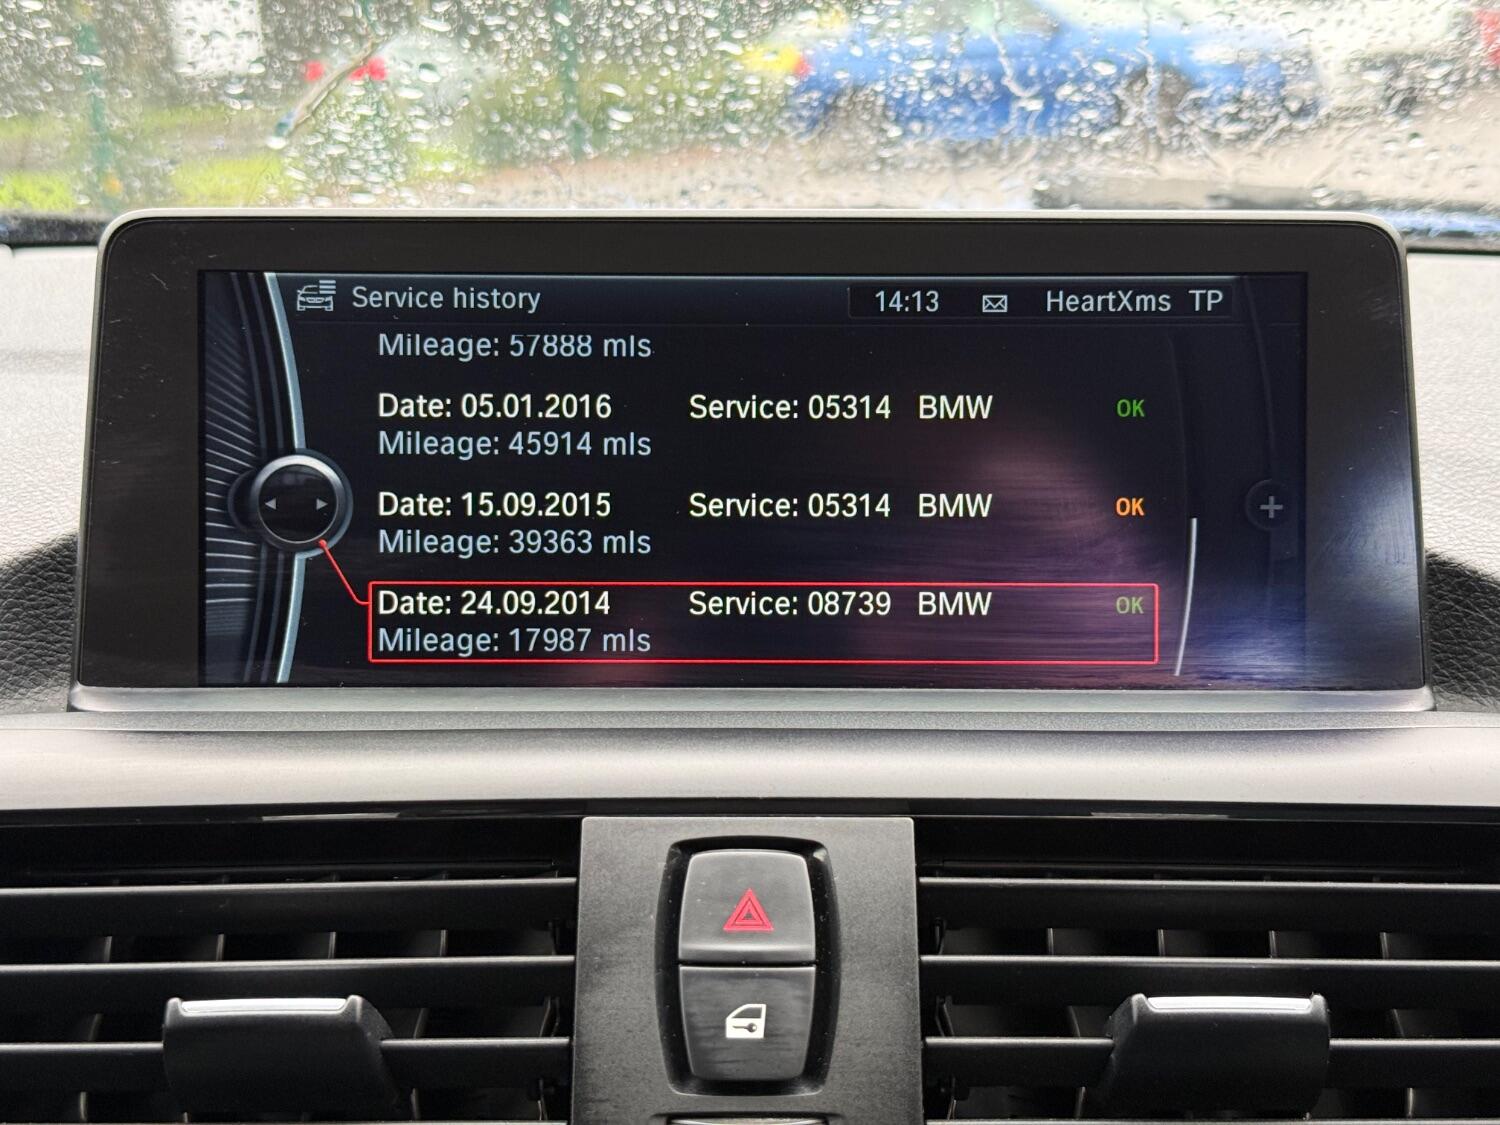 Service history 14:13 HeartXms TP
Mileage: 57888 mls
Date: 05.01.2016 Service: 05314 BMW OK
Mileage: 45914 mls
Date: 15.09.2015 Service: 05314 BMW OK
Mileage: 39363 mls
Date: 24.09.2014 Service: 08739 BMW OK
Mileage: 17987 mls